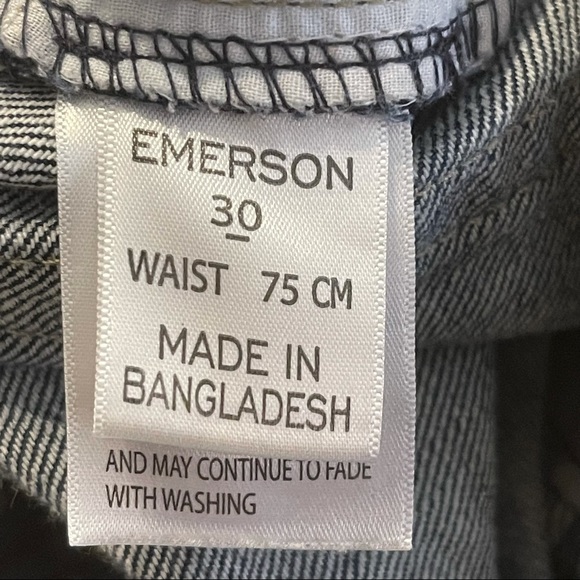 EMERSON
30
WAIST 75 CM
MADE IN
BANGLADESH
AND MAY CONTINUE TO FADE
WITH WASHING